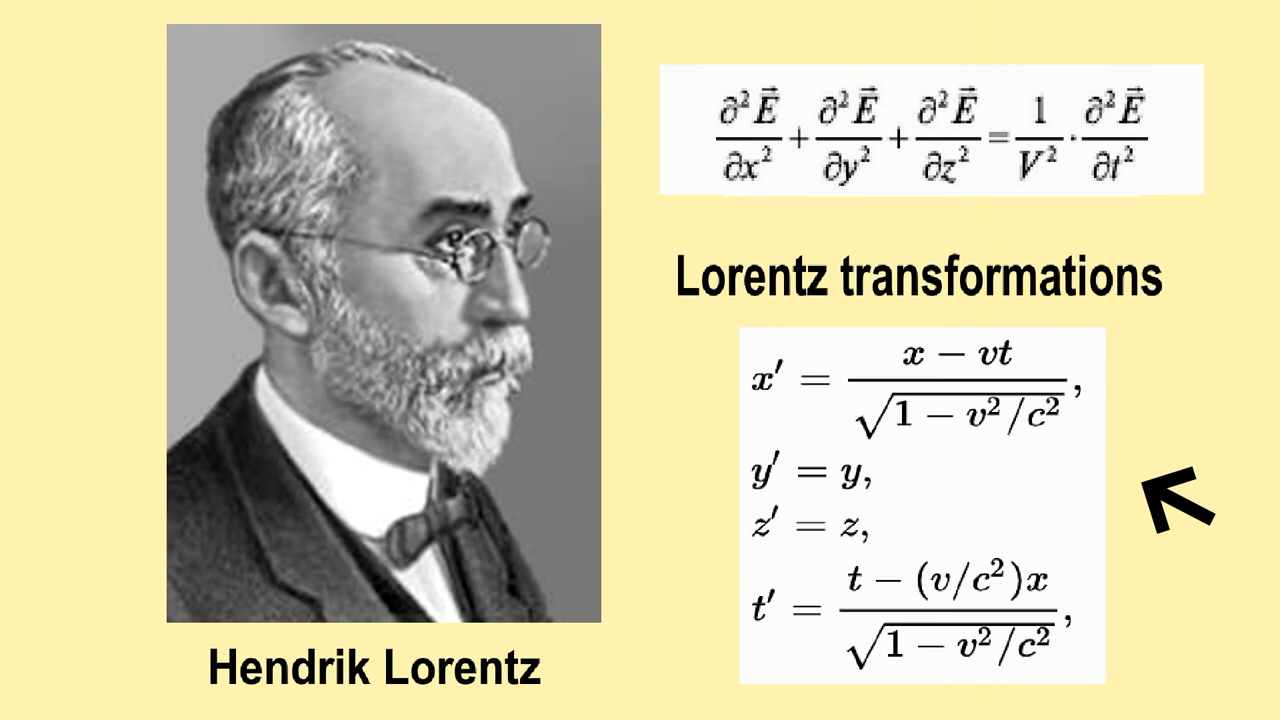 ∂²E⃗/∂x² + ∂²E⃗/∂y² + ∂²E⃗/∂z² = 1/V² · ∂²E⃗/∂t²
Lorentz transformations
x′ = (x − vt)/√(1 − v²/c²),
y′ = y,
z′ = z,
t′ = (t − (v/c²)x)/√(1 − v²/c²),
Hendrik Lorentz